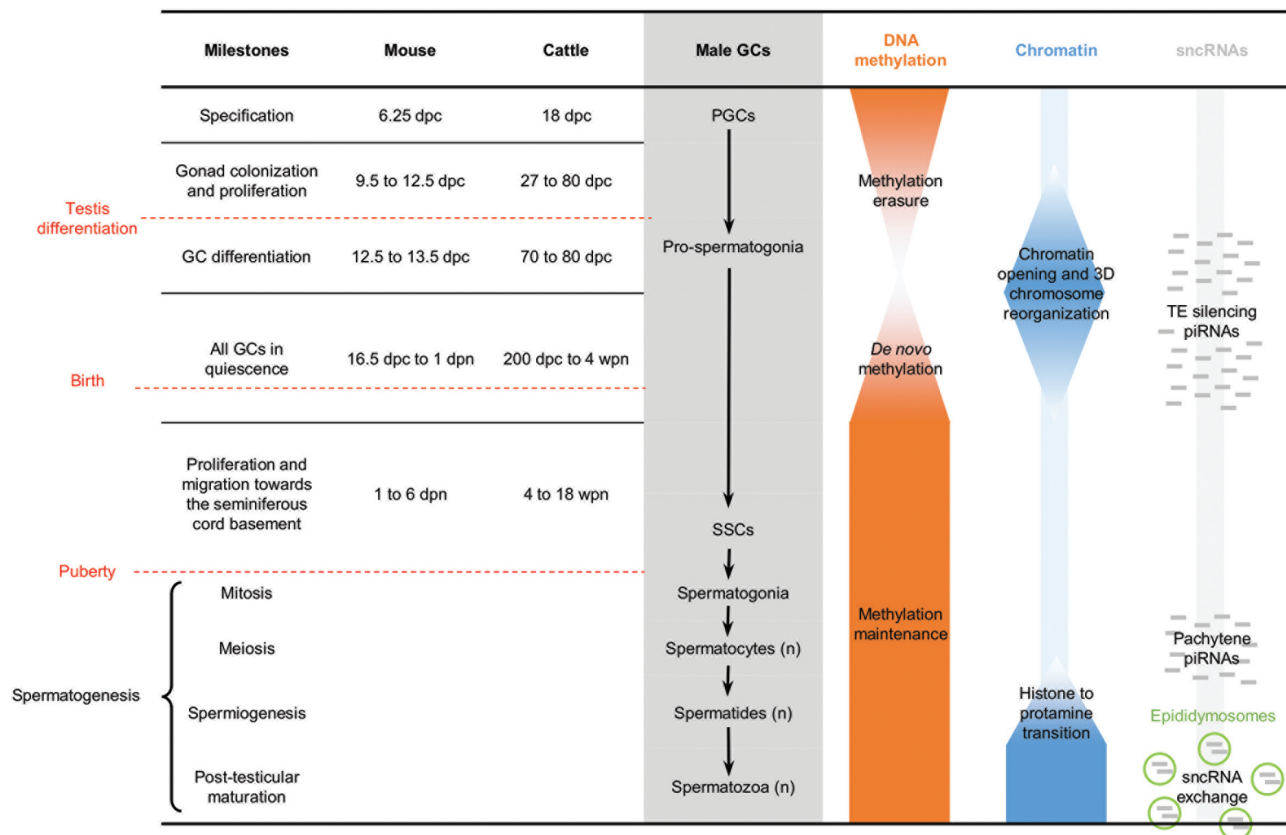 Milestones
Mouse
Cattle
Male GCs
DNA
methylation
Chromatin
sncRNAs
Specification
6.25 dpc
18 dpc
PGCs
Gonad colonization
and proliferation
9.5 to 12.5 dpc
27 to 80 dpc
Methylation
erasure
Testis
differentiation
GC differentiation
12.5 to 13.5 dpc
70 to 80 dpc
Pro-spermatogonia
Chromatin
opening and 3D
chromosome
reorganization
TE silencing
piRNAs
All GCs in
quiescence
16.5 dpc to 1 dpn
200 dpc to 4 wpn
De novo
methylation
Birth
Proliferation and
migration towards
the seminiferous
cord basement
1 to 6 dpn
4 to 18 wpn
SSCs
Puberty
Spermatogenesis
Mitosis
Spermatogonia
Methylation
maintenance
Meiosis
Spermatocytes (n)
Pachytene
piRNAs
Spermiogenesis
Spermatides (n)
Histone to
protamine
transition
Epididymosomes
Post-testicular
maturation
Spermatozoa (n)
sncRNA
exchange